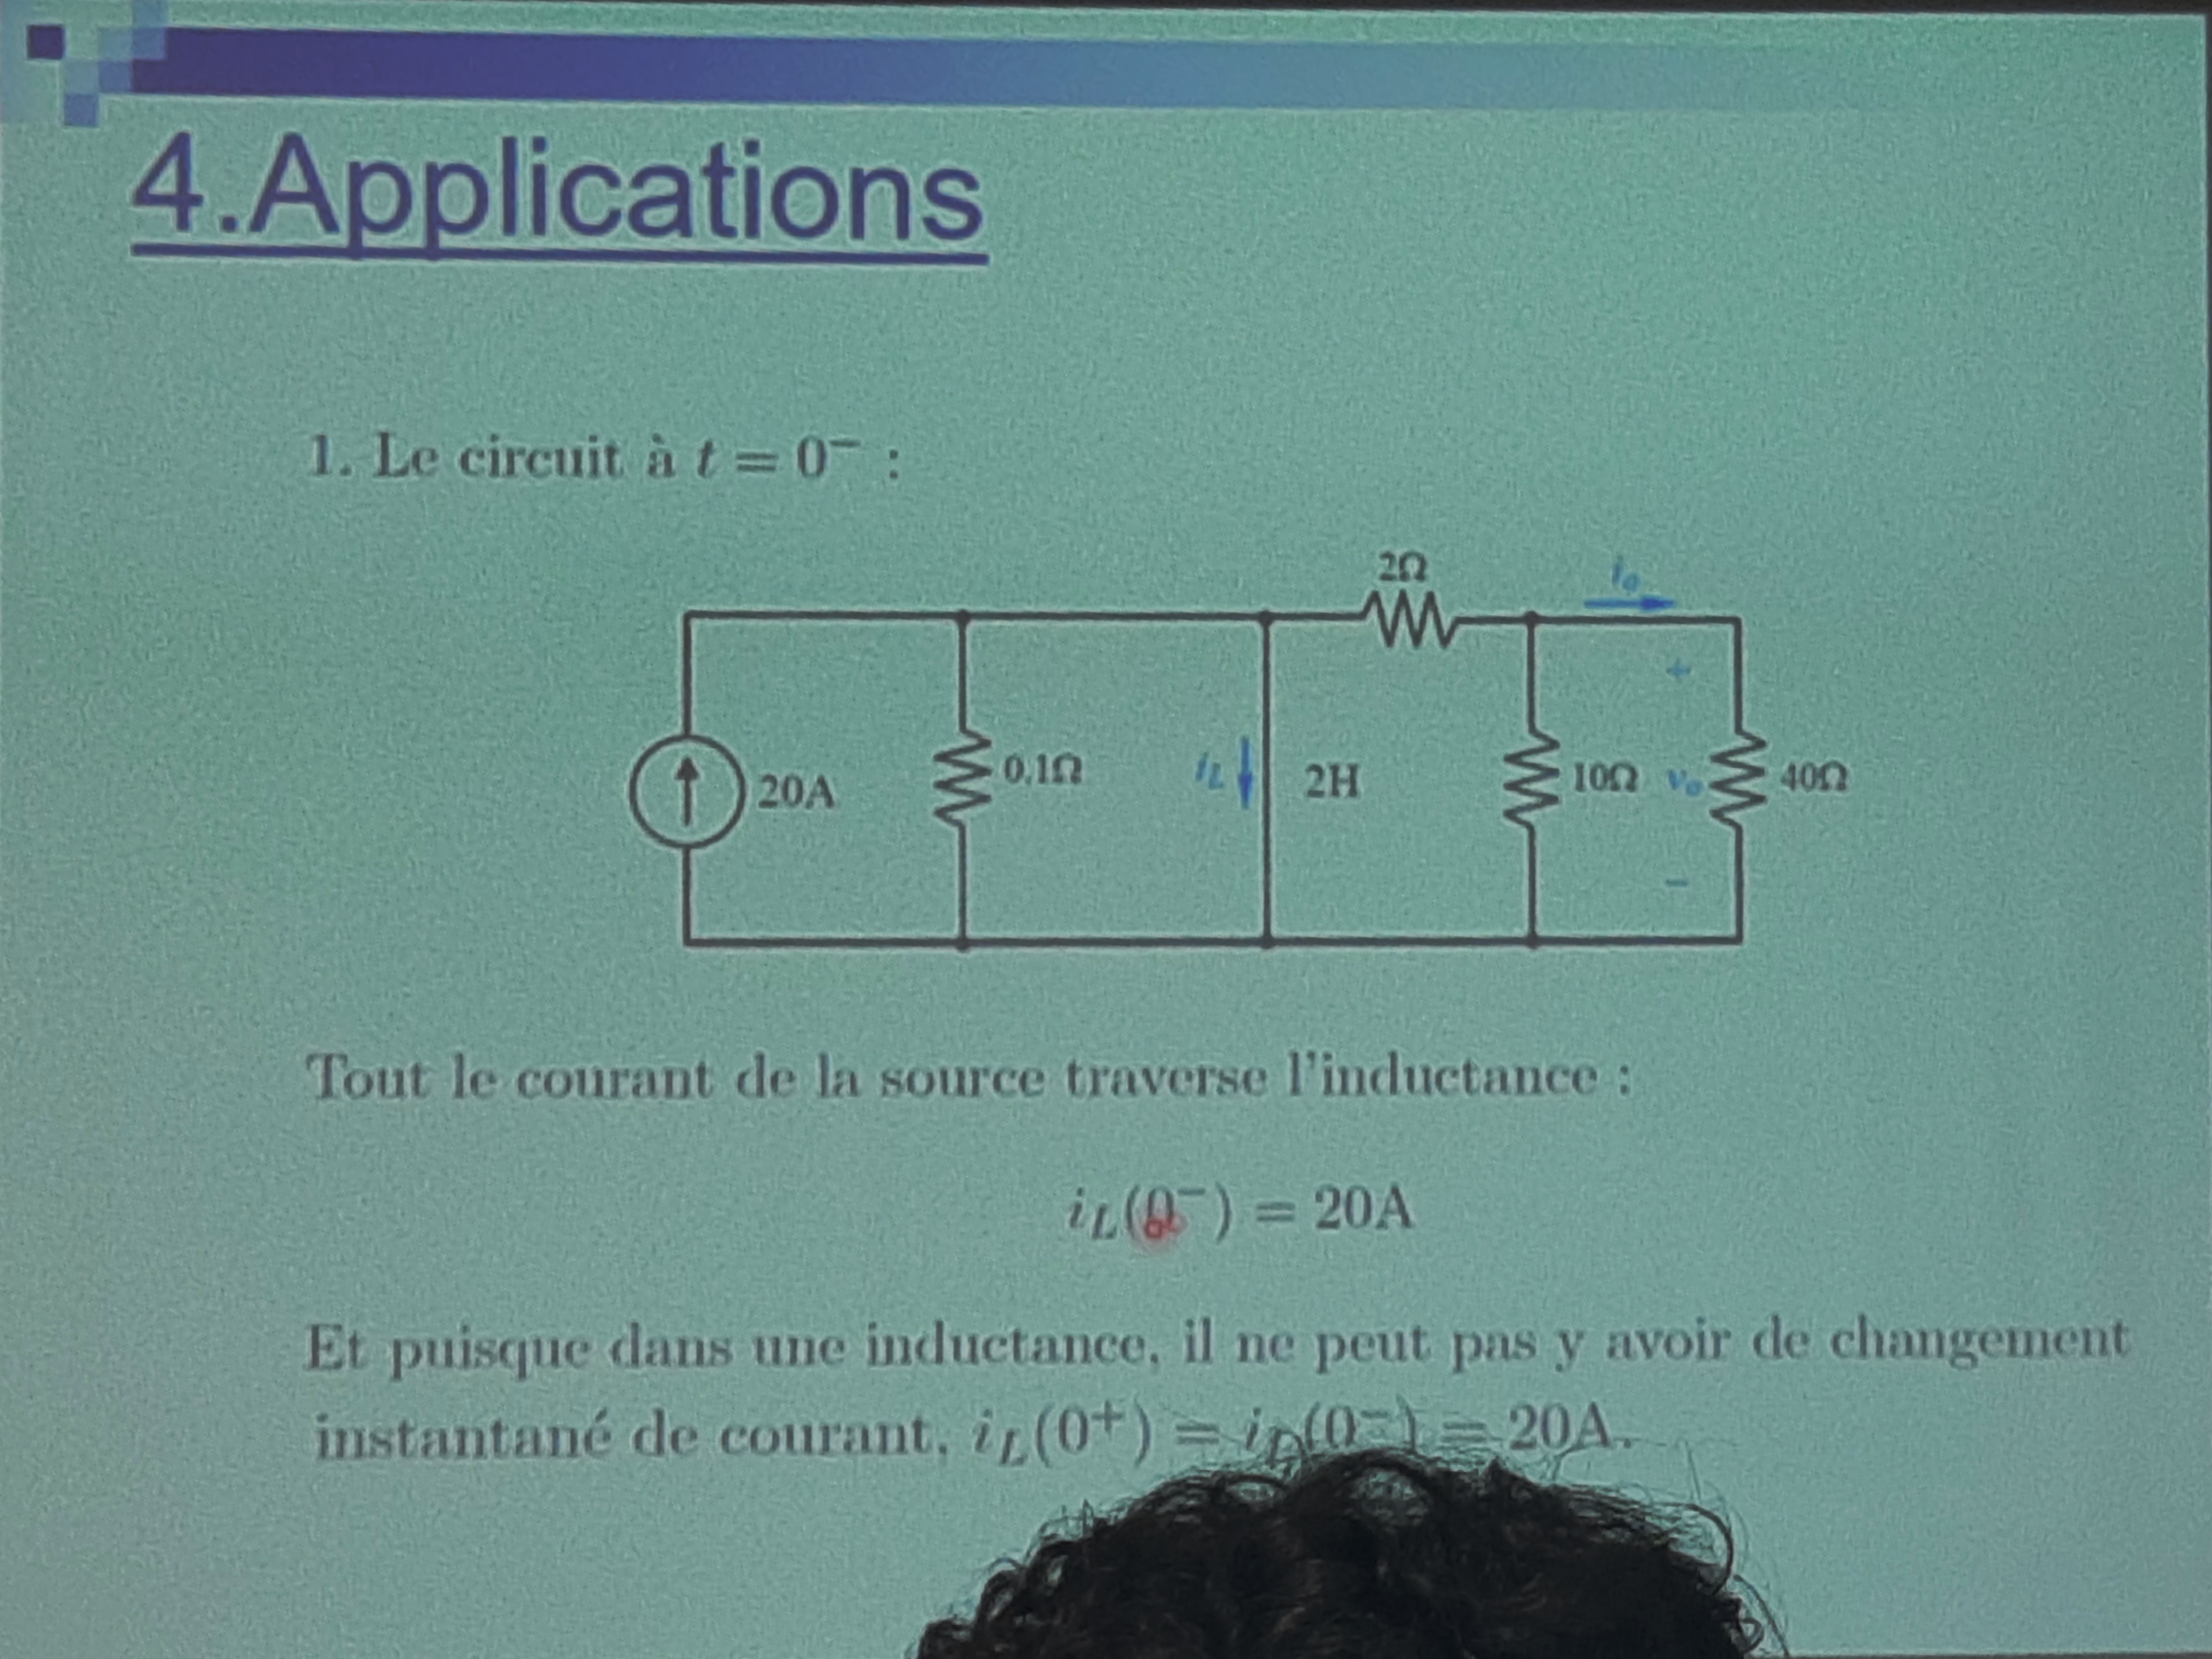 4.Applications
1. Le circuit à t = 0⁻ :
2Ω
iₒ
+
20A
0.1Ω
i_L
2H
10Ω
vₒ
40Ω
−
Tout le courant de la source traverse l'inductance :
i_L(0⁻) = 20A
Et puisque dans une inductance, il ne peut pas y avoir de changement
instantané de courant, i_L(0⁺) = i_L(0⁻) = 20A.